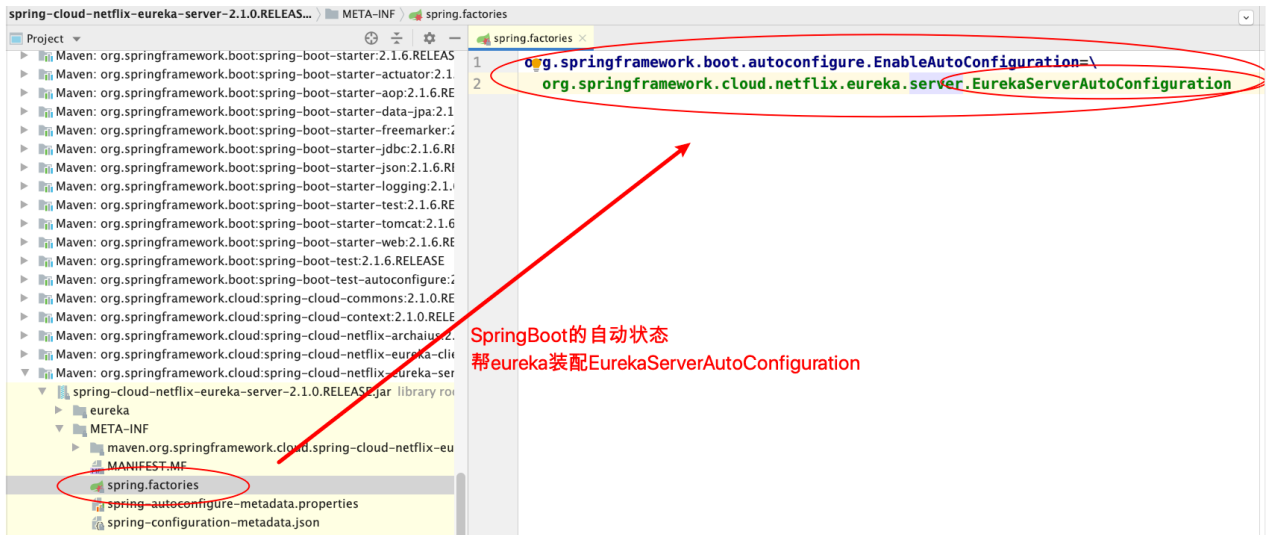 spring-cloud-netflix-eureka-server-2.1.0.RELEAS... META-INF spring.factories
Project
spring.factories
Maven: org.springframework.boot:spring-boot-starter:2.1.6.RELEAS
Maven: org.springframework.boot:spring-boot-starter-actuator:2.1.
Maven: org.springframework.boot:spring-boot-starter-aop:2.1.6.RE
Maven: org.springframework.boot:spring-boot-starter-data-jpa:2.1
Maven: org.springframework.boot:spring-boot-starter-freemarker:2
Maven: org.springframework.boot:spring-boot-starter-jdbc:2.1.6.RE
Maven: org.springframework.boot:spring-boot-starter-json:2.1.6.RE
Maven: org.springframework.boot:spring-boot-starter-logging:2.1.
Maven: org.springframework.boot:spring-boot-starter-test:2.1.6.RE
Maven: org.springframework.boot:spring-boot-starter-tomcat:2.1.6
Maven: org.springframework.boot:spring-boot-starter-web:2.1.6.RE
Maven: org.springframework.boot:spring-boot-test:2.1.6.RELEASE
Maven: org.springframework.boot:spring-boot-test-autoconfigure:2
Maven: org.springframework.cloud:spring-cloud-commons:2.1.0.RE
Maven: org.springframework.cloud:spring-cloud-context:2.1.0.RELE
Maven: org.springframework.cloud:spring-cloud-netflix-archaius:2.
Maven: org.springframework.cloud:spring-cloud-netflix-eureka-clie
Maven: org.springframework.cloud:spring-cloud-netflix-eureka-ser
spring-cloud-netflix-eureka-server-2.1.0.RELEASE.jar library roo
eureka
META-INF
maven.org.springframework.cloud.spring-cloud-netflix-eu
MANIFEST.MF
spring.factories
spring-autoconfigure-metadata.properties
spring-configuration-metadata.json
1 org.springframework.boot.autoconfigure.EnableAutoConfiguration=\
2 org.springframework.cloud.netflix.eureka.server.EurekaServerAutoConfiguration
SpringBoot的自动状态
帮eureka装配EurekaServerAutoConfiguration